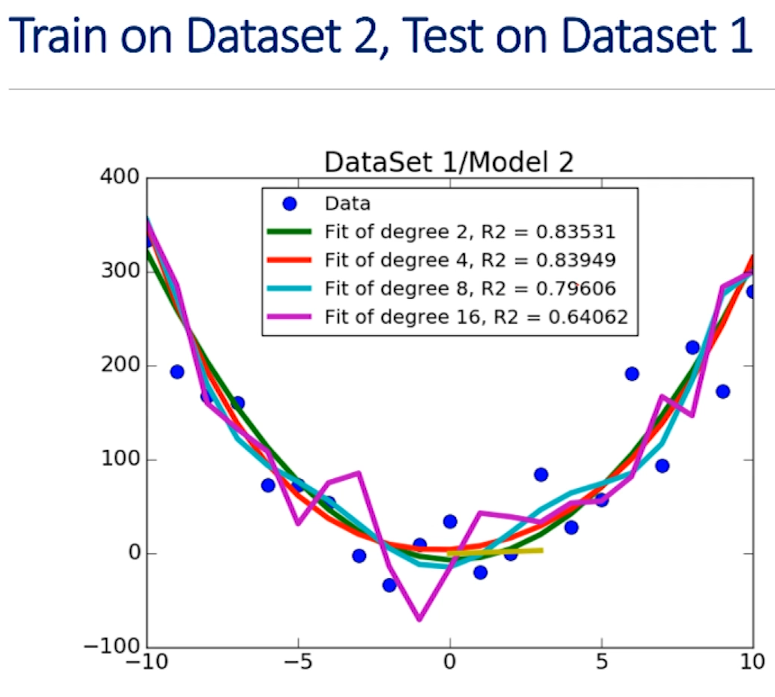 Train on Dataset 2, Test on Dataset 1
DataSet 1/Model 2
400
300
200
100
0
−100
Data
Fit of degree 2, R2 = 0.83531
Fit of degree 4, R2 = 0.83949
Fit of degree 8, R2 = 0.79606
Fit of degree 16, R2 = 0.64062
−10
−5
0
5
10